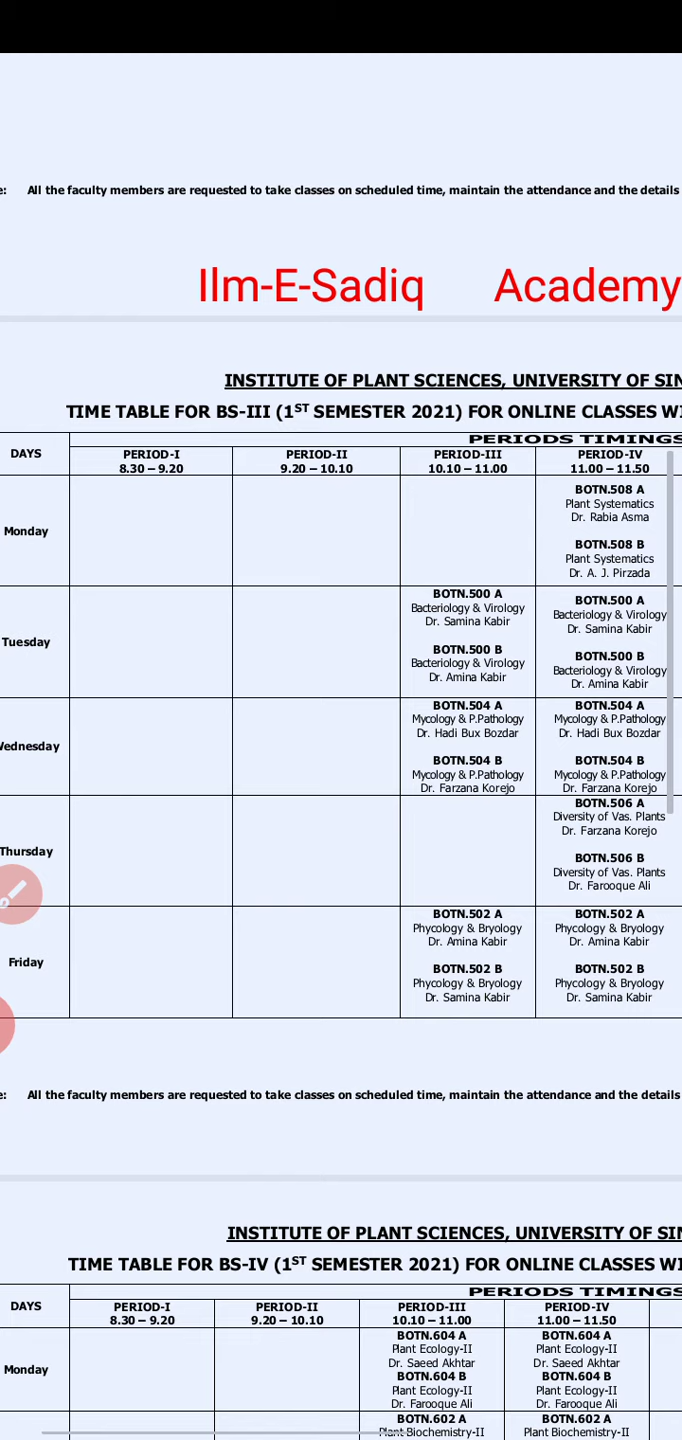 e: All the faculty members are requested to take classes on scheduled time, maintain the attendance and the details
Ilm-E-Sadiq Academy
INSTITUTE OF PLANT SCIENCES, UNIVERSITY OF SIN
TIME TABLE FOR BS-III (1ST SEMESTER 2021) FOR ONLINE CLASSES WI
PERIODS TIMINGS
DAYS PERIOD-I PERIOD-II PERIOD-III PERIOD-IV
8.30 – 9.20 9.20 – 10.10 10.10 – 11.00 11.00 – 11.50
Monday
BOTN.508 A
Plant Systematics
Dr. Rabia Asma
BOTN.508 B
Plant Systematics
Dr. A. J. Pirzada
Tuesday
BOTN.500 A
Bacteriology & Virology
Dr. Samina Kabir
BOTN.500 B
Bacteriology & Virology
Dr. Amina Kabir
BOTN.500 A
Bacteriology & Virology
Dr. Samina Kabir
BOTN.500 B
Bacteriology & Virology
Dr. Amina Kabir
Wednesday
BOTN.504 A
Mycology & P.Pathology
Dr. Hadi Bux Bozdar
BOTN.504 B
Mycology & P.Pathology
Dr. Farzana Korejo
BOTN.504 A
Mycology & P.Pathology
Dr. Hadi Bux Bozdar
BOTN.504 B
Mycology & P.Pathology
Dr. Farzana Korejo
Thursday
BOTN.506 A
Diversity of Vas. Plants
Dr. Farzana Korejo
BOTN.506 B
Diversity of Vas. Plants
Dr. Farooque Ali
Friday
BOTN.502 A
Phycology & Bryology
Dr. Amina Kabir
BOTN.502 B
Phycology & Bryology
Dr. Samina Kabir
BOTN.502 A
Phycology & Bryology
Dr. Amina Kabir
BOTN.502 B
Phycology & Bryology
Dr. Samina Kabir
e: All the faculty members are requested to take classes on scheduled time, maintain the attendance and the details
INSTITUTE OF PLANT SCIENCES, UNIVERSITY OF SIN
TIME TABLE FOR BS-IV (1ST SEMESTER 2021) FOR ONLINE CLASSES WI
PERIODS TIMINGS
DAYS PERIOD-I PERIOD-II PERIOD-III PERIOD-IV
8.30 – 9.20 9.20 – 10.10 10.10 – 11.00 11.00 – 11.50
Monday
BOTN.604 A
Plant Ecology-II
Dr. Saeed Akhtar
BOTN.604 B
Plant Ecology-II
Dr. Farooque Ali
BOTN.604 A
Plant Ecology-II
Dr. Saeed Akhtar
BOTN.604 B
Plant Ecology-II
Dr. Farooque Ali
BOTN.602 A
Plant Biochemistry-II
BOTN.602 A
Plant Biochemistry-II